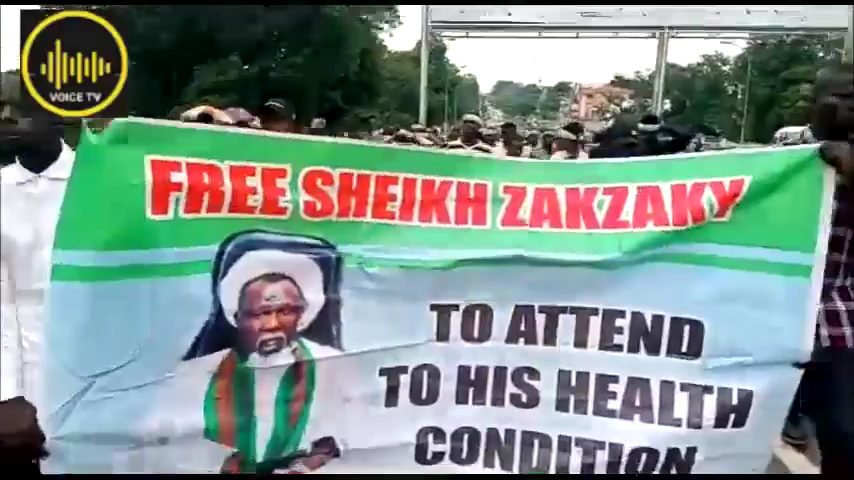 VOICE TV
FREE SHEIKH ZAKZAKY
TO ATTEND
TO HIS HEALTH
CONDITION